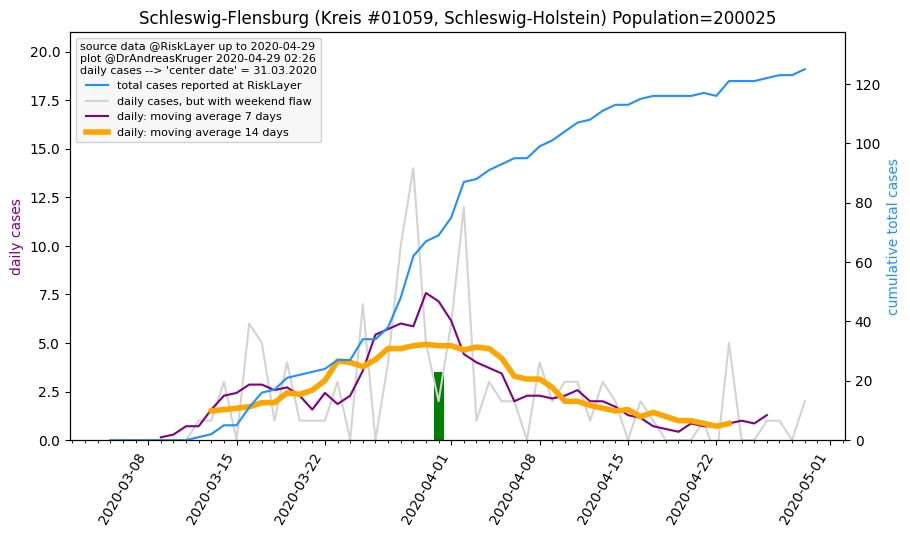 Schleswig-Flensburg (Kreis #01059, Schleswig-Holstein) Population=200025
source data @RiskLayer up to 2020-04-29
plot @DrAndreasKruger 2020-04-29 02:26
daily cases --> 'center date' = 31.03.2020
total cases reported at RiskLayer
daily cases, but with weekend flaw
daily: moving average 7 days
daily: moving average 14 days
daily cases
20.0
17.5
15.0
12.5
10.0
7.5
5.0
2.5
0.0
120
100
80
60
40
20
0
cumulative total cases
2020-03-08
2020-03-15
2020-03-22
2020-04-01
2020-04-08
2020-04-15
2020-04-22
2020-05-01